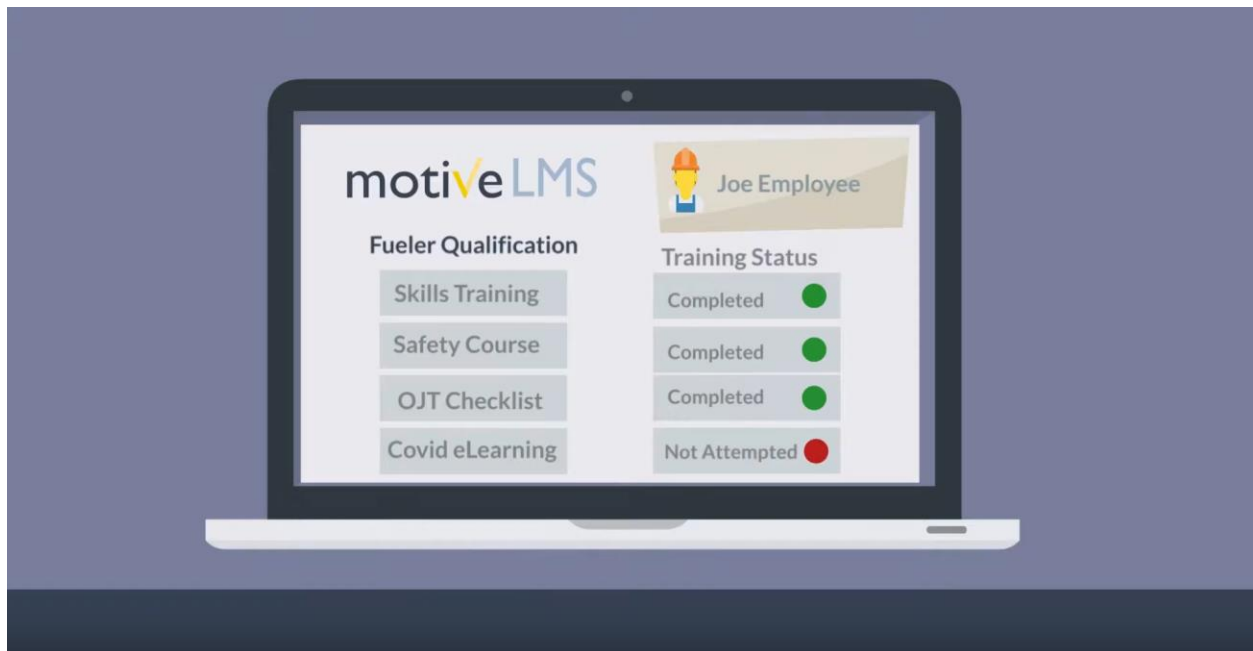 motive LMS
Joe Employee
Fueler Qualification
Training Status
Skills Training
Completed
Safety Course
Completed
OJT Checklist
Completed
Covid eLearning
Not Attempted